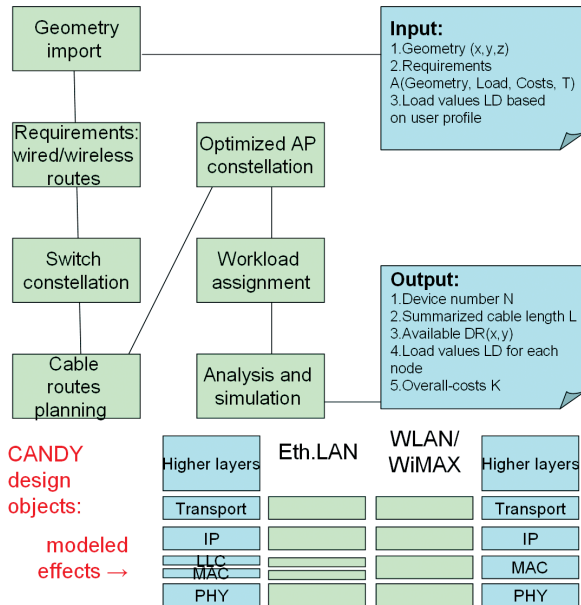 Geometry
import
Input:
1.Geometry (x,y,z)
2.Requirements
A(Geometry, Load, Costs, T)
3.Load values LD based
on user profile
Requirements:
wired/wireless
routes
Optimized AP
constellation
Switch
constellation
Workload
assignment
Cable
routes
planning
Analysis and
simulation
Output:
1.Device number N
2.Summarized cable length L
3.Available DR(x,y)
4.Load values LD for each
node
5.Overall-costs K
CANDY
design
objects:
modeled
effects →
Higher layers
Eth.LAN
WLAN/
WiMAX
Higher layers
Transport
Transport
IP
IP
LLC
MAC
MAC
PHY
PHY